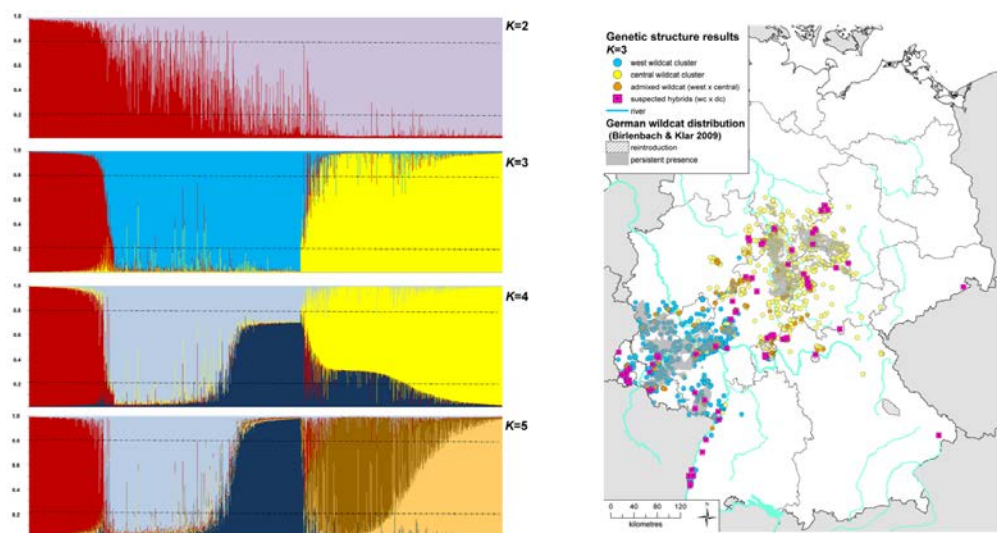 1.0
0.8
0.6
0.4
0.2
K=2
1.0
0.8
0.6
0.4
0.2
K=3
1.0
0.8
0.6
0.4
0.2
K=4
1.0
0.8
0.6
0.4
0.2
K=5
Genetic structure results
K=3
west wildcat cluster
central wildcat cluster
admixed wildcat (west x central)
suspected hybrids (wc x dc)
river
German wildcat distribution
(Birlenbach & Klar 2009)
reintroduction
persistent presence
0 20 40 80 120
kilometres